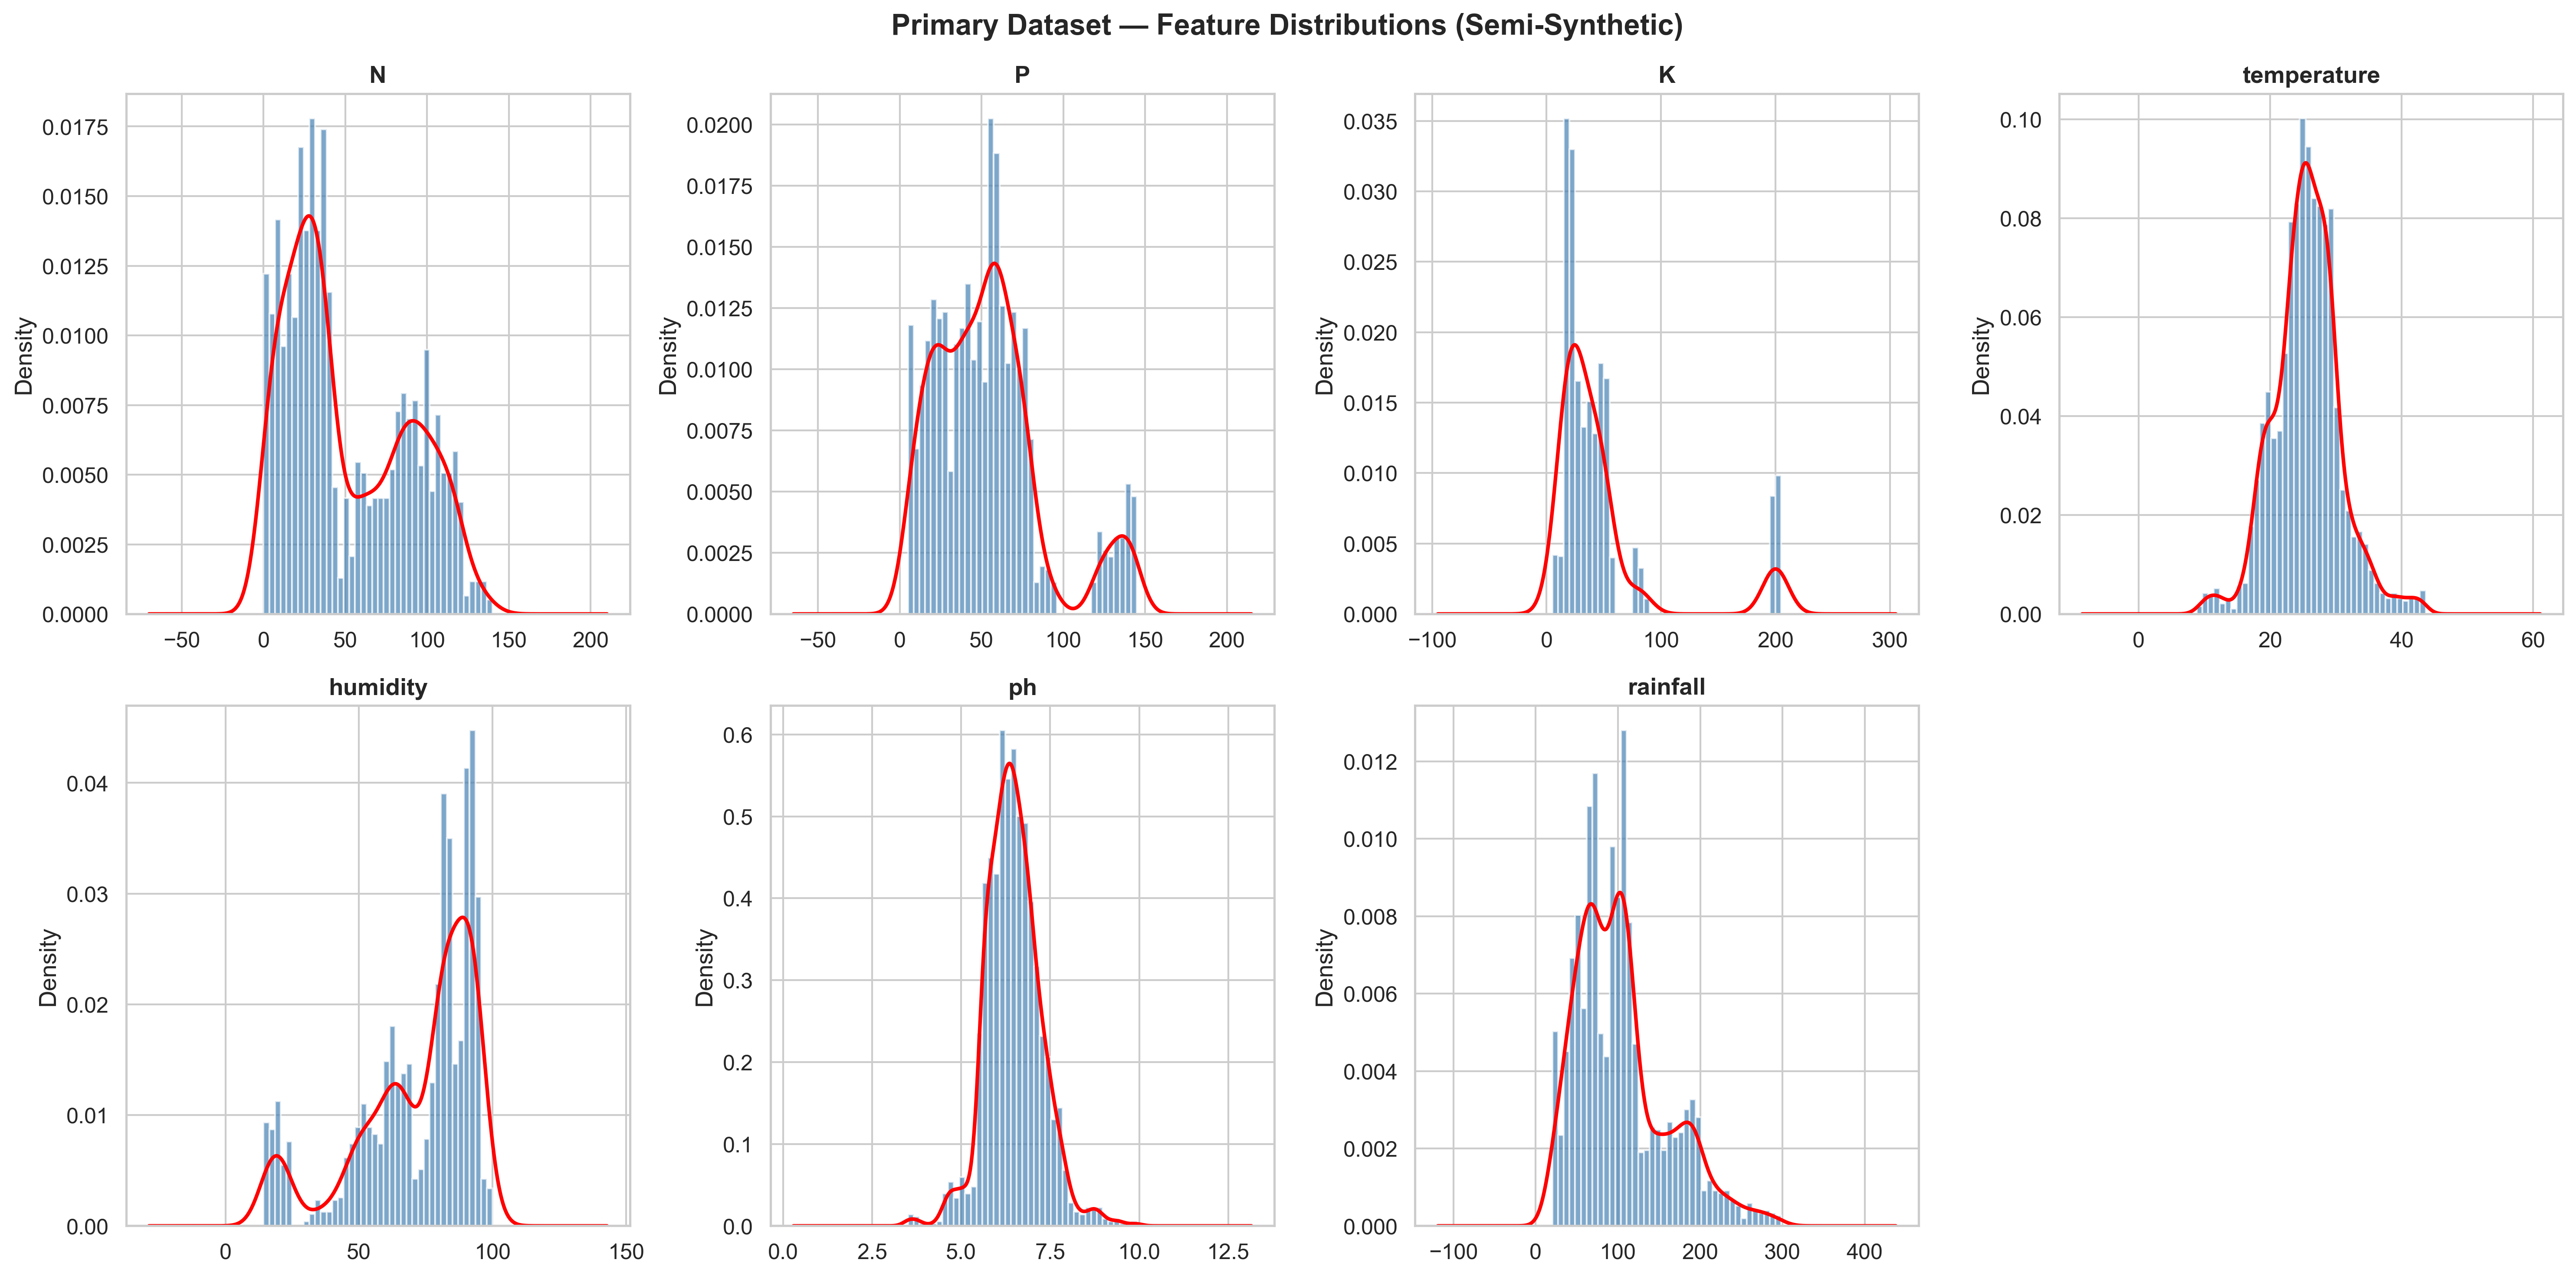 Primary Dataset — Feature Distributions (Semi-Synthetic)
N
P
K
temperature
Density
0.0175
0.0150
0.0125
0.0100
0.0075
0.0050
0.0025
0.0000
−50 0 50 100 150 200
Density
0.0200
0.0175
0.0150
0.0125
0.0100
0.0075
0.0050
0.0025
0.0000
−50 0 50 100 150 200
Density
0.035
0.030
0.025
0.020
0.015
0.010
0.005
0.000
−100 0 100 200 300
Density
0.10
0.08
0.06
0.04
0.02
0.00
0 20 40 60
humidity
ph
rainfall
Density
0.04
0.03
0.02
0.01
0.00
0 50 100 150
Density
0.6
0.5
0.4
0.3
0.2
0.1
0.0
0.0 2.5 5.0 7.5 10.0 12.5
Density
0.012
0.010
0.008
0.006
0.004
0.002
0.000
−100 0 100 200 300 400